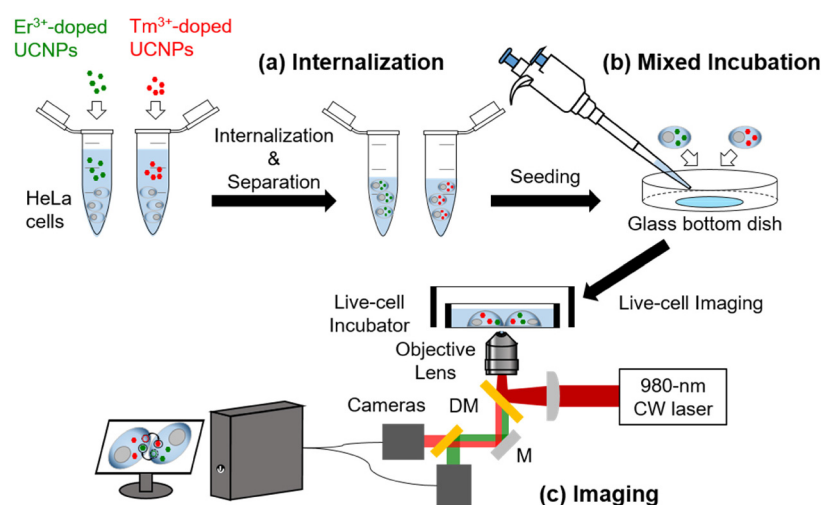 Er³⁺-doped
UCNPs
Tm³⁺-doped
UCNPs
(a) Internalization
(b) Mixed Incubation
HeLa
cells
Internalization
&
Separation
Seeding
Glass bottom dish
Live-cell
Incubator
Live-cell Imaging
Objective
Lens
980-nm
CW laser
Cameras
DM
M
(c) Imaging